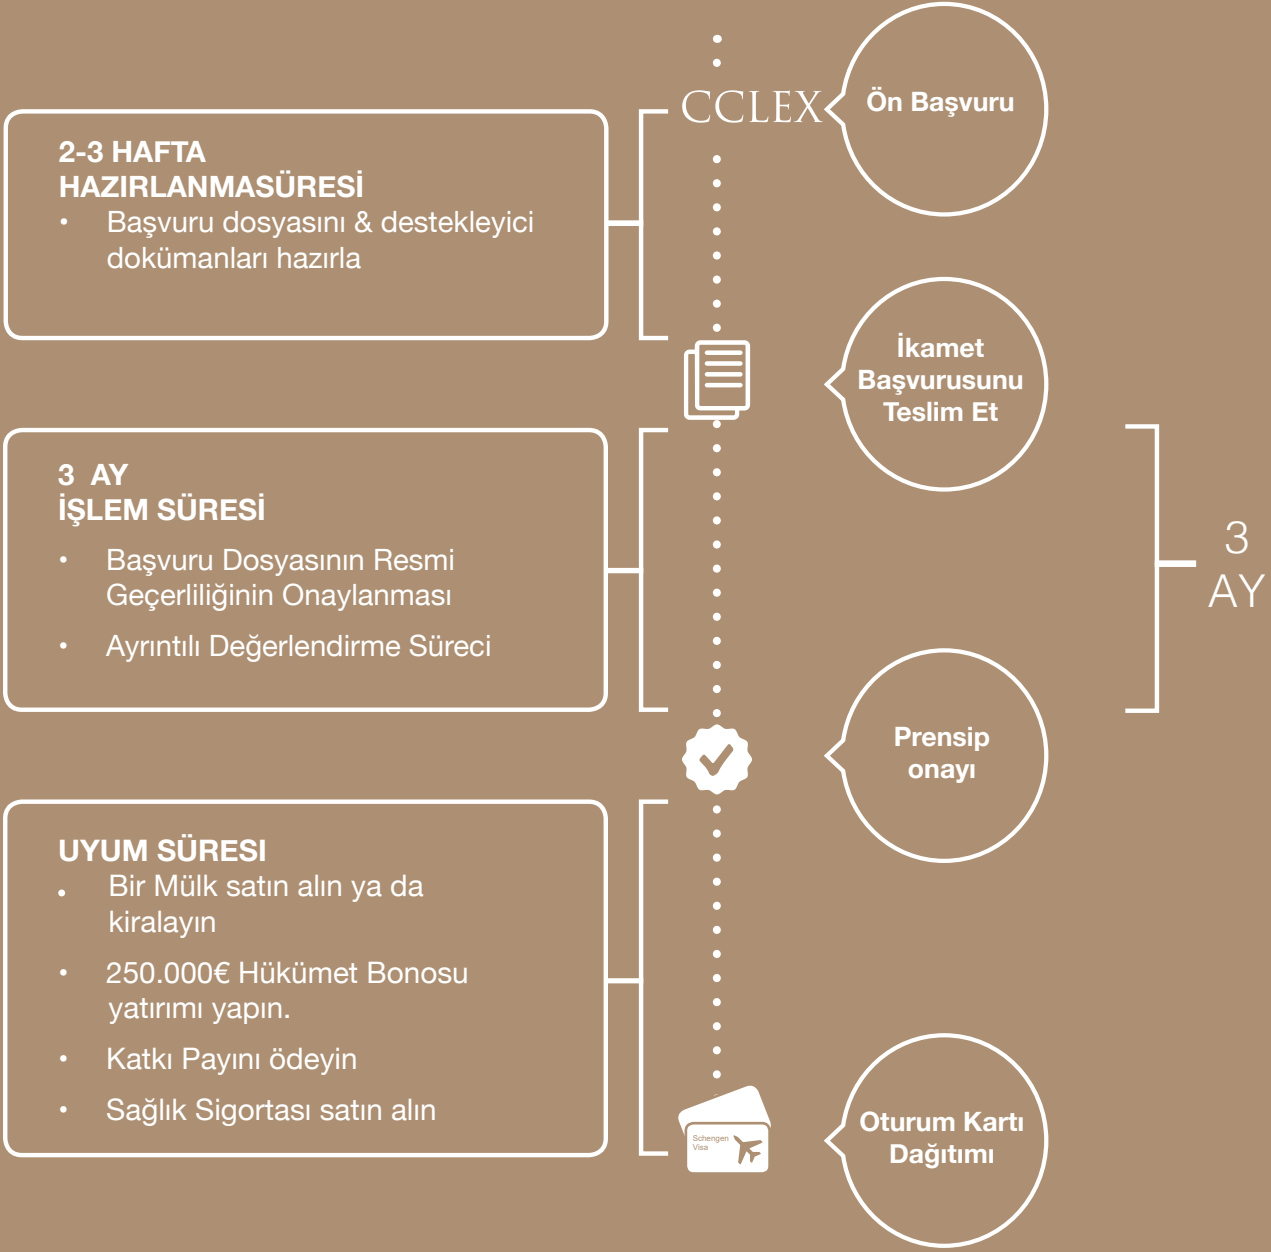 CCLEX
Ön Başvuru
2-3 HAFTA
HAZIRLANMASÜRESİ
• Başvuru dosyasını & destekleyici
dokümanları hazırla
İkamet
Başvurusunu
Teslim Et
3 AY
İŞLEM SÜRESİ
• Başvuru Dosyasının Resmi
Geçerliliğinin Onaylanması
• Ayrıntılı Değerlendirme Süreci
3
AY
Prensip
onayı
UYUM SÜRESI
• Bir Mülk satın alın ya da
kiralayın
• 250.000€ Hükümet Bonosu
yatırımı yapın.
• Katkı Payını ödeyin
• Sağlık Sigortası satın alın
Schengen
Visa
Oturum Kartı
Dağıtımı